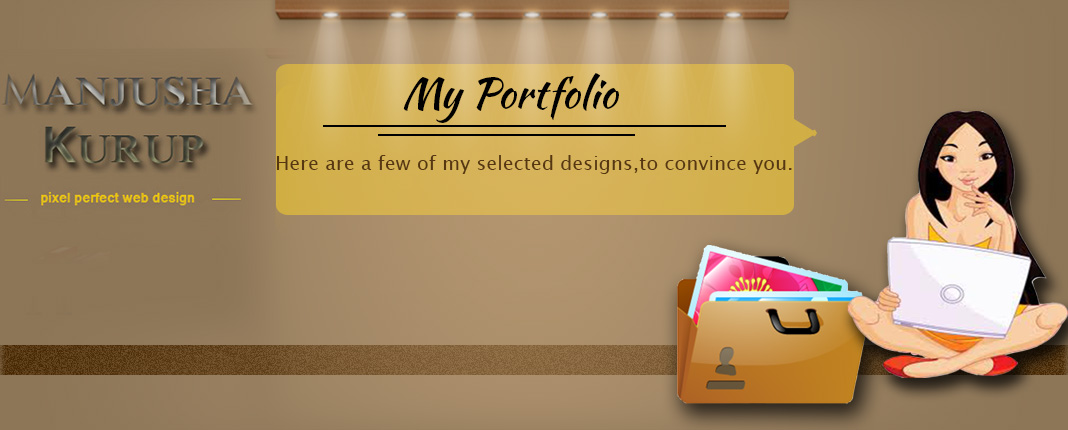 MANJUSHA
KURUP
pixel perfect web design
My Portfolio
Here are a few of my selected designs,to convince you.